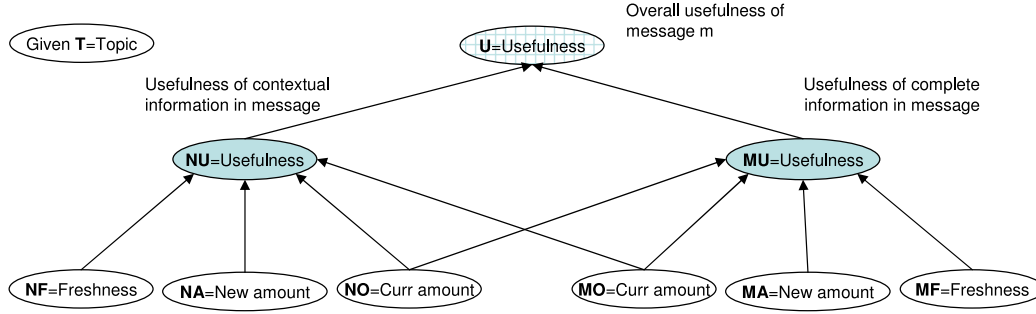 Overall usefulness of
message m
Given T=Topic
U=Usefulness
Usefulness of contextual
information in message
Usefulness of complete
information in message
NU=Usefulness
MU=Usefulness
NF=Freshness
NA=New amount
NO=Curr amount
MO=Curr amount
MA=New amount
MF=Freshness